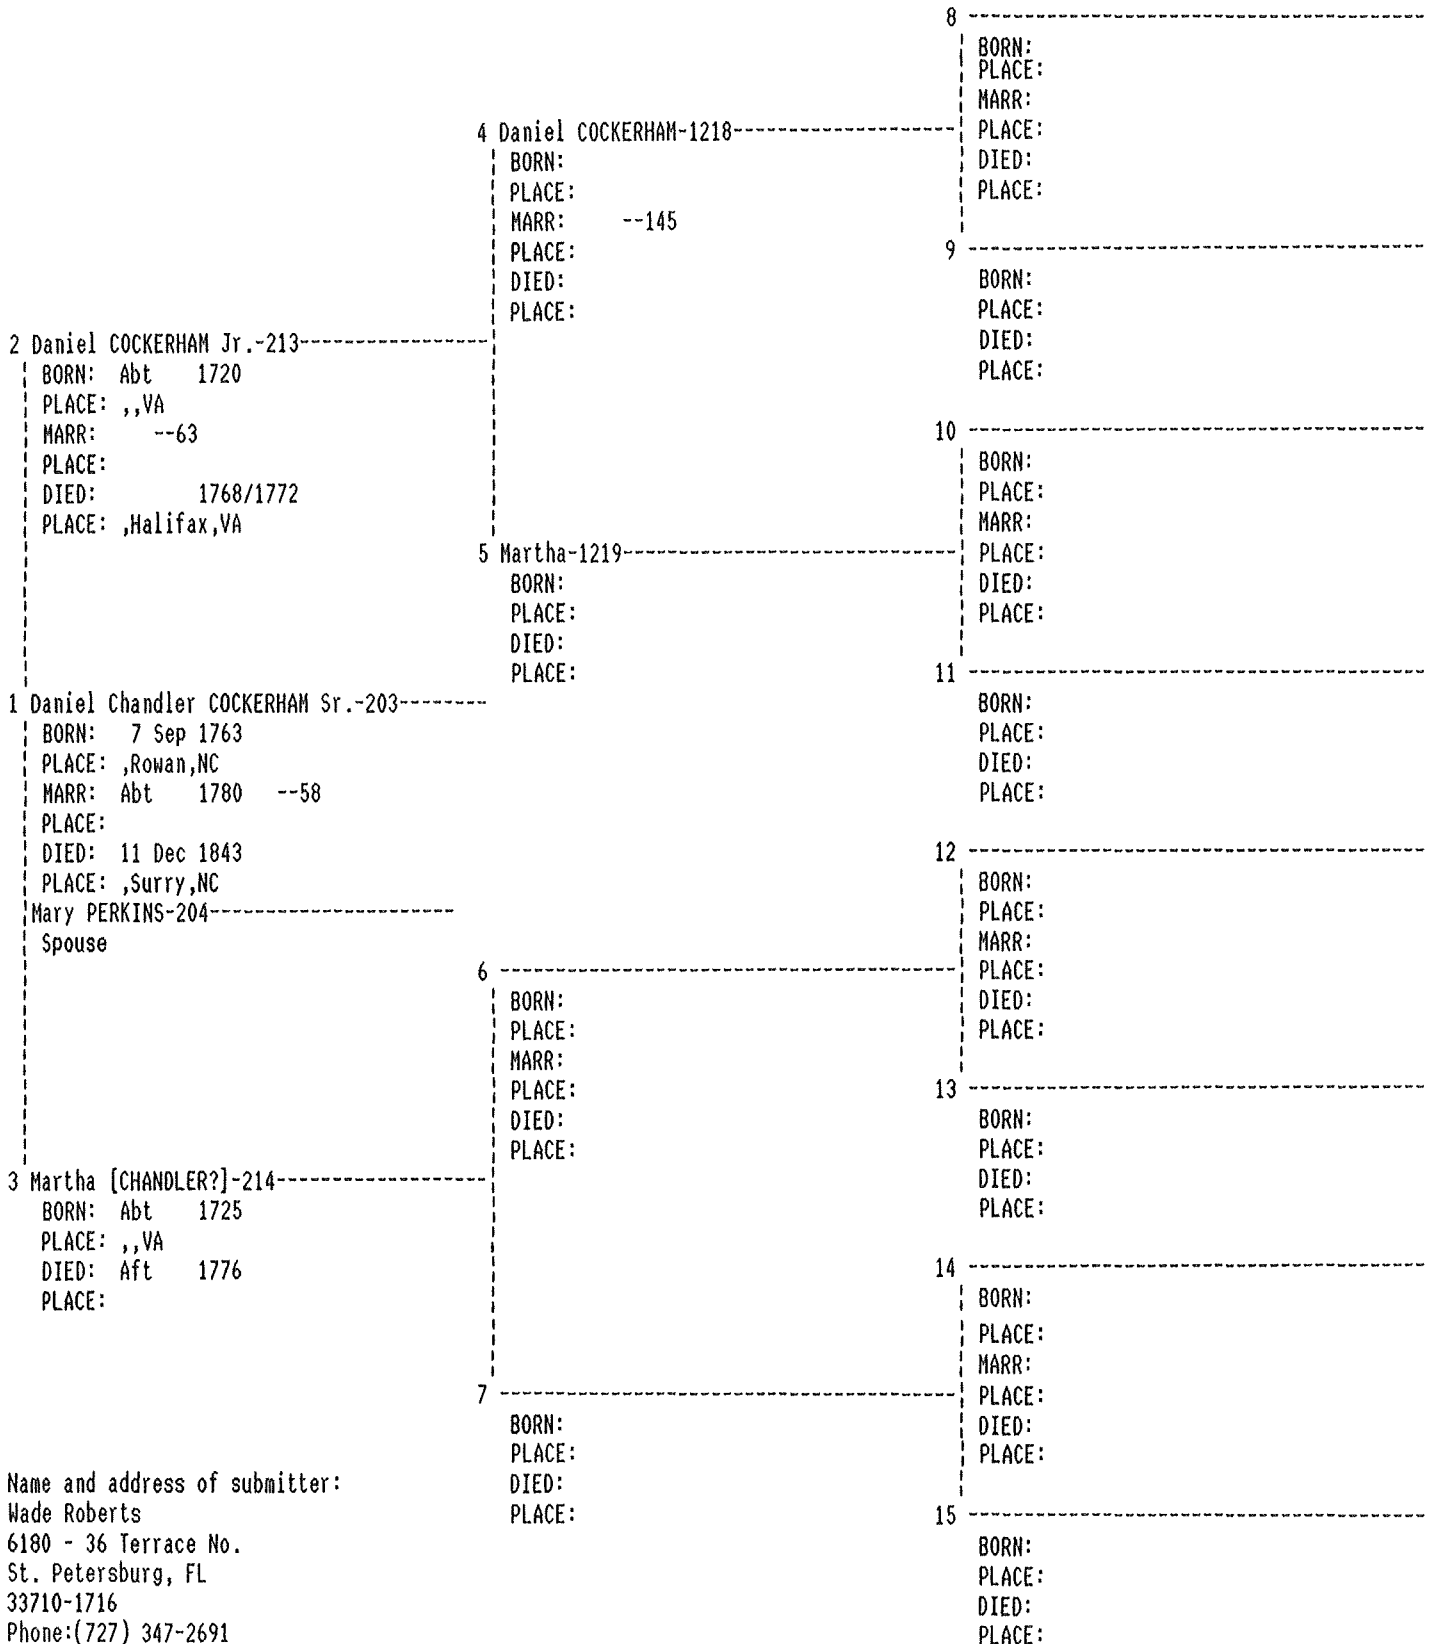 8
BORN:
PLACE:
MARR:
4 Daniel COCKERHAM-1218
PLACE:
BORN:
DIED:
PLACE:
PLACE:
MARR: --145
PLACE:
9
DIED:
BORN:
PLACE:
PLACE:
2 Daniel COCKERHAM Jr.-213
DIED:
BORN: Abt 1720
PLACE:
PLACE: ,,VA
MARR: --63
10
PLACE:
BORN:
DIED: 1768/1772
PLACE:
PLACE: ,Halifax,VA
MARR:
5 Martha-1219
PLACE:
BORN:
DIED:
PLACE:
PLACE:
DIED:
PLACE:
11
1 Daniel Chandler COCKERHAM Sr.-203
BORN:
BORN: 7 Sep 1763
PLACE:
PLACE: ,Rowan,NC
DIED:
MARR: Abt 1780 --58
PLACE:
PLACE:
DIED: 11 Dec 1843
12
PLACE: ,Surry,NC
BORN:
Mary PERKINS-204
PLACE:
Spouse
MARR:
6
PLACE:
BORN:
DIED:
PLACE:
PLACE:
MARR:
PLACE:
13
DIED:
BORN:
PLACE:
PLACE:
3 Martha [CHANDLER?]-214
DIED:
BORN: Abt 1725
PLACE:
PLACE: ,,VA
DIED: Aft 1776
14
PLACE:
BORN:
PLACE:
MARR:
7
PLACE:
BORN:
DIED:
PLACE:
PLACE:
DIED:
PLACE:
15
BORN:
PLACE:
DIED:
PLACE:
Name and address of submitter:
Wade Roberts
6180 - 36 Terrace No.
St. Petersburg, FL
33710-1716
Phone:(727) 347-2691